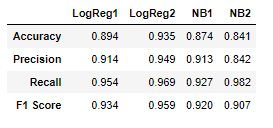 LogReg1 LogReg2 NB1 NB2
Accuracy 0.894 0.935 0.874 0.841
Precision 0.914 0.949 0.913 0.842
Recall 0.954 0.969 0.927 0.982
F1 Score 0.934 0.959 0.920 0.907